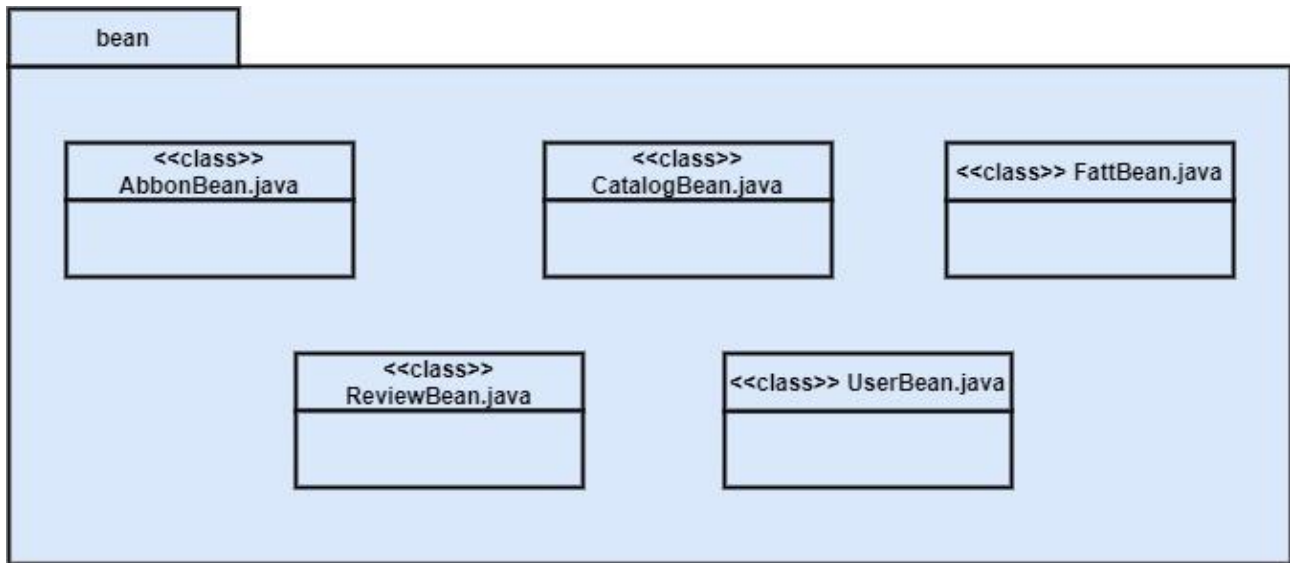 bean
<<class>>
AbbonBean.java
<<class>>
CatalogBean.java
<<class>> FattBean.java
<<class>>
ReviewBean.java
<<class>> UserBean.java